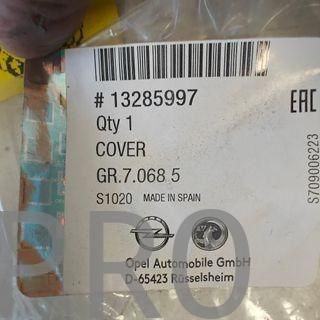 # 13285997
Qty 1
COVER
GR.7.068 5
S1020 MADE IN SPAIN
Opel Automobile GmbH
D-65423 Rüsselsheim
EAC
S709006223
PRO